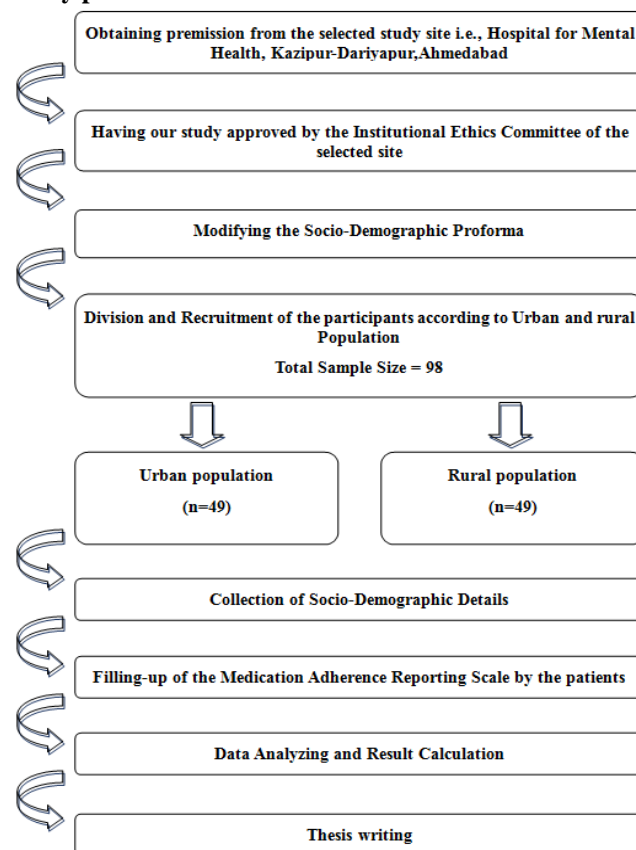 Obtaining premission from the selected study site i.e., Hospital for Mental
Health, Kazipur-Dariyapur,Ahmedabad
Having our study approved by the Institutional Ethics Committee of the
selected site
Modifying the Socio-Demographic Proforma
Division and Recruitment of the participants according to Urban and rural
Population
Total Sample Size = 98
Urban population
(n=49)
Rural population
(n=49)
Collection of Socio-Demographic Details
Filling-up of the Medication Adherence Reporting Scale by the patients
Data Analyzing and Result Calculation
Thesis writing